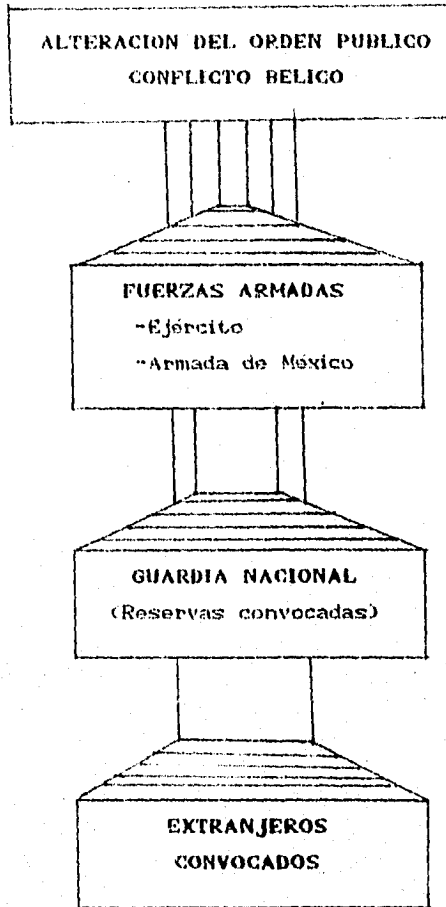 ALTERACION DEL ORDEN PUBLICO
CONFLICTO BELICO
FUERZAS ARMADAS
-Ejército
-Armada de México
GUARDIA NACIONAL
(Reservas convocadas)
EXTRANJEROS
CONVOCADOS